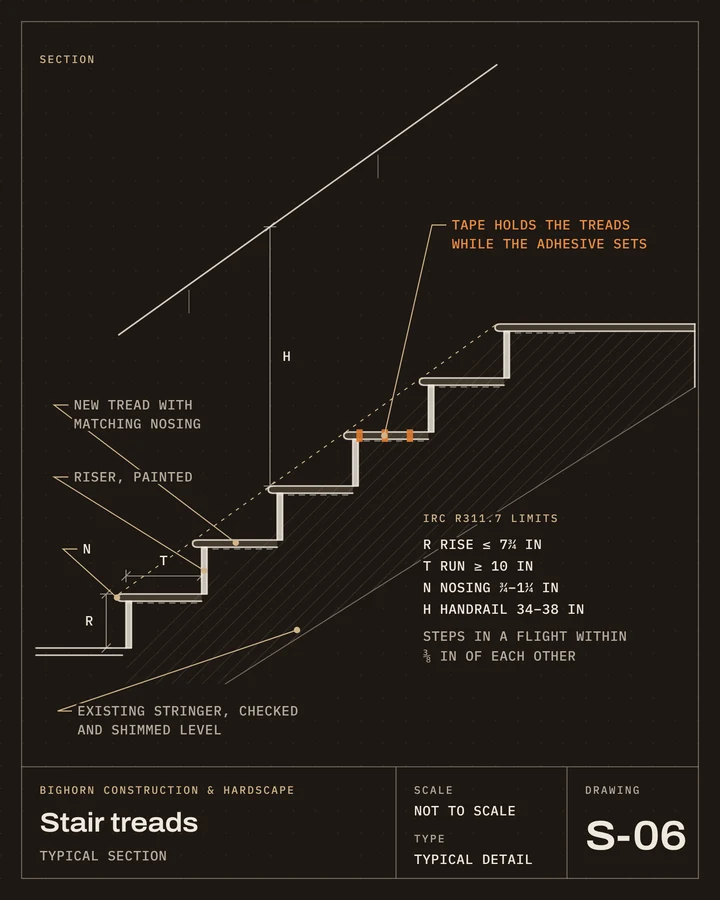 SECTION
TAPE HOLDS THE TREADS
WHILE THE ADHESIVE SETS
H
NEW TREAD WITH
MATCHING NOSING
RISER, PAINTED
N
T
R
IRC R311.7 LIMITS
R RISE ≤ 7¾ IN
T RUN ≥ 10 IN
N NOSING ¾–1¼ IN
H HANDRAIL 34–38 IN
STEPS IN A FLIGHT WITHIN
⅜ IN OF EACH OTHER
EXISTING STRINGER, CHECKED
AND SHIMMED LEVEL
BIGHORN CONSTRUCTION & HARDSCAPE
Stair treads
TYPICAL SECTION
SCALE
NOT TO SCALE
TYPE
TYPICAL DETAIL
DRAWING
S-06